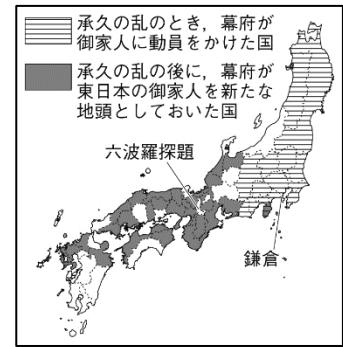 承久の乱のとき，幕府が
御家人に動員をかけた国
承久の乱の後に，幕府が
東日本の御家人を新たな
地頭としておいた国
六波羅探題
鎌倉